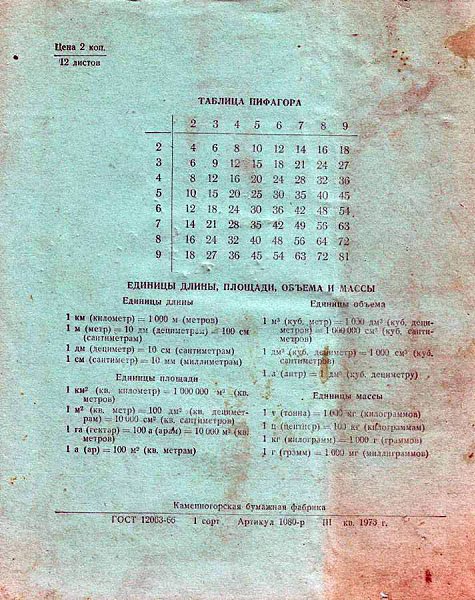 Цена 2 коп.
12 листов
ТАБЛИЦА ПИФАГОРА
2 3 4 5 6 7 8 9
2 4 6 8 10 12 14 16 18
3 6 9 12 15 18 21 24 27
4 8 12 16 20 24 28 32 36
5 10 15 20 25 30 35 40 45
6 12 18 24 30 36 42 48 54
7 14 21 28 35 42 49 56 63
8 16 24 32 40 48 56 64 72
9 18 27 36 45 54 63 72 81
ЕДИНИЦЫ ДЛИНЫ, ПЛОЩАДИ, ОБЪЕМА И МАССЫ
Единицы длины
1 км (километр) = 1 000 м (метров)
1 м (метр) = 10 дм (дециметрам) = 100 см
(сантиметрам)
1 дм (дециметр) = 10 см (сантиметрам)
1 см (сантиметр) = 10 мм (миллиметрам)
Единицы площади
1 км² (кв. километр) = 1 000 000 м² (кв.
метров)
1 м² (кв. метр) = 100 дм² (кв. дециметрам) = 10 000 см² (кв. сантиметров)
1 га (гектар) = 100 а (арам) = 10 000 м² (кв.
метров)
1 а (ар) = 100 м² (кв. метрам)
Единицы объема
1 м³ (куб. метр) = 1 000 дм³ (куб. дециметров) = 1 000 000 см³ (куб. сантиметров)
1 дм³ (куб. дециметр) = 1 000 см³ (куб.
сантиметров)
1 л (литр) = 1 дм³ (куб. дециметру)
Единицы массы
1 т (тонна) = 1 000 кг (килограммов)
1 ц (центнер) = 100 кг (килограммам)
1 кг (килограмм) = 1 000 г (граммов)
1 г (грамм) = 1 000 мг (миллиграммов)
Каменногорская бумажная фабрика
ГОСТ 12063-66 1 сорт Артикул 1080-р III кв. 1973 г.